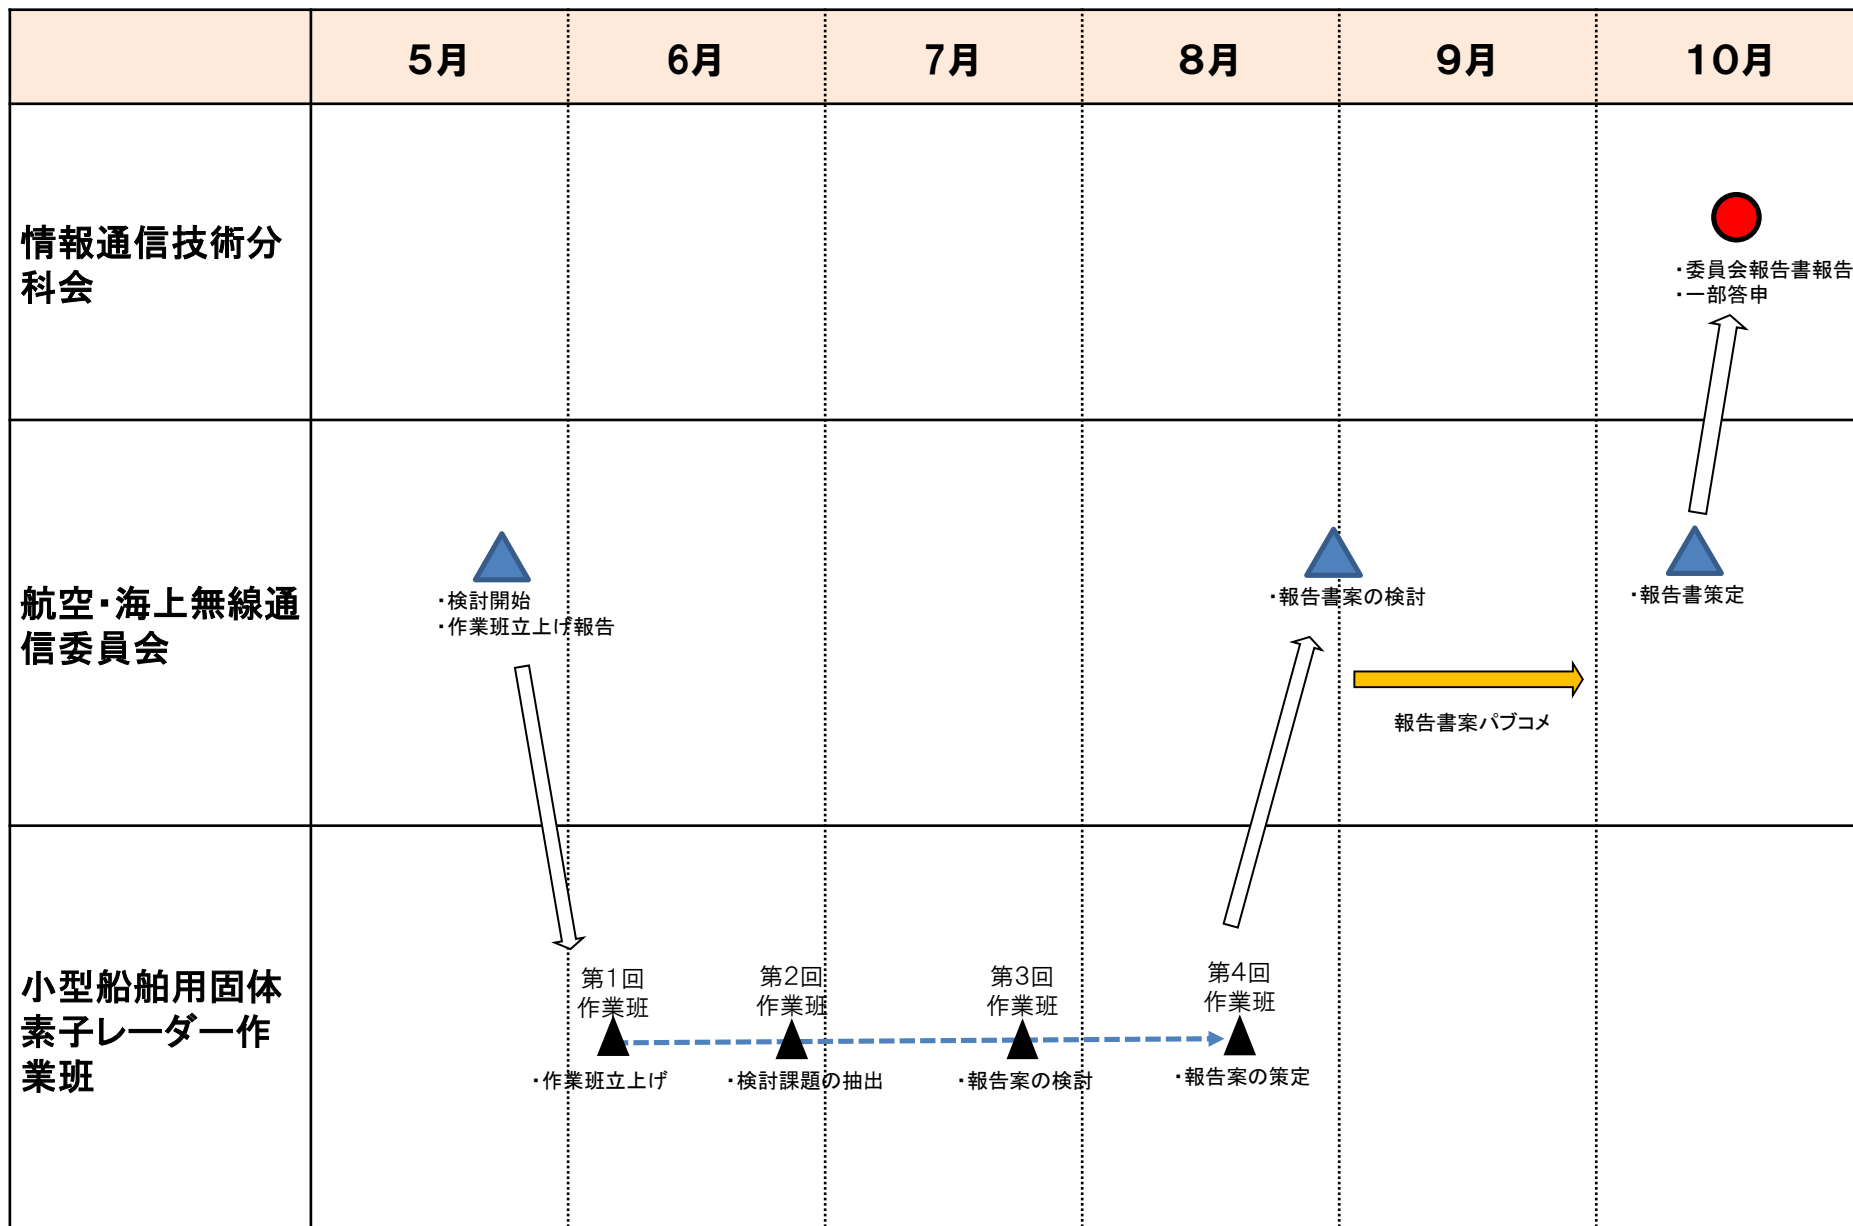 5月
6月
7月
8月
9月
10月
情報通信技術分
科会
・委員会報告書報告
・一部答申
航空・海上無線通
信委員会
・検討開始
・作業班立上げ報告
・報告書案の検討
・報告書策定
報告書案パブコメ
小型船舶用固体
素子レーダー作
業班
第1回
作業班
・作業班立上げ
第2回
作業班
・検討課題の抽出
第3回
作業班
・報告案の検討
第4回
作業班
・報告案の策定